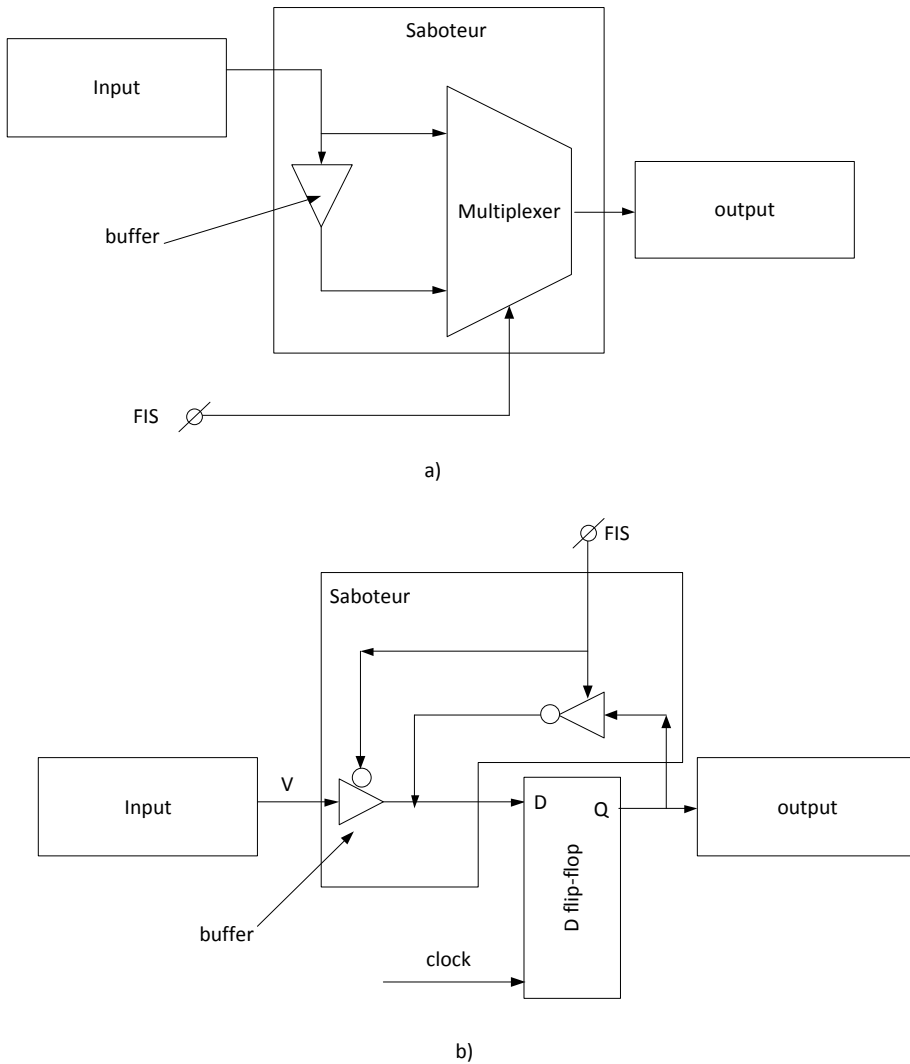 Saboteur
Input
buffer
Multiplexer
output
FIS
a)
FIS
Saboteur
V
Input
D
Q
output
D flip-flop
buffer
clock
b)